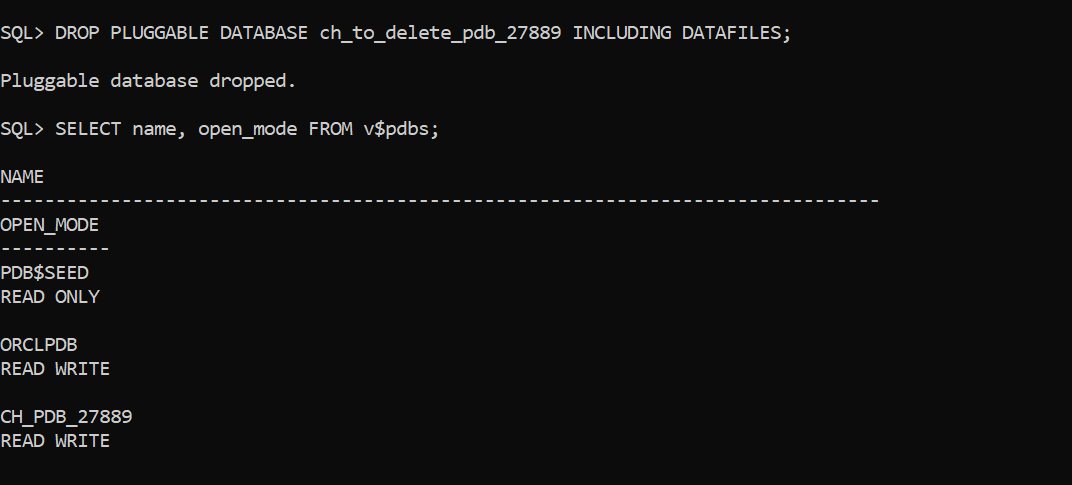 SQL> DROP PLUGGABLE DATABASE ch_to_delete_pdb_27889 INCLUDING DATAFILES;
Pluggable database dropped.
SQL> SELECT name, open_mode FROM v$pdbs;
NAME
--------------------------------------------------------------------------------
OPEN_MODE
----------
PDB$SEED
READ ONLY
ORCLPDB
READ WRITE
CH_PDB_27889
READ WRITE